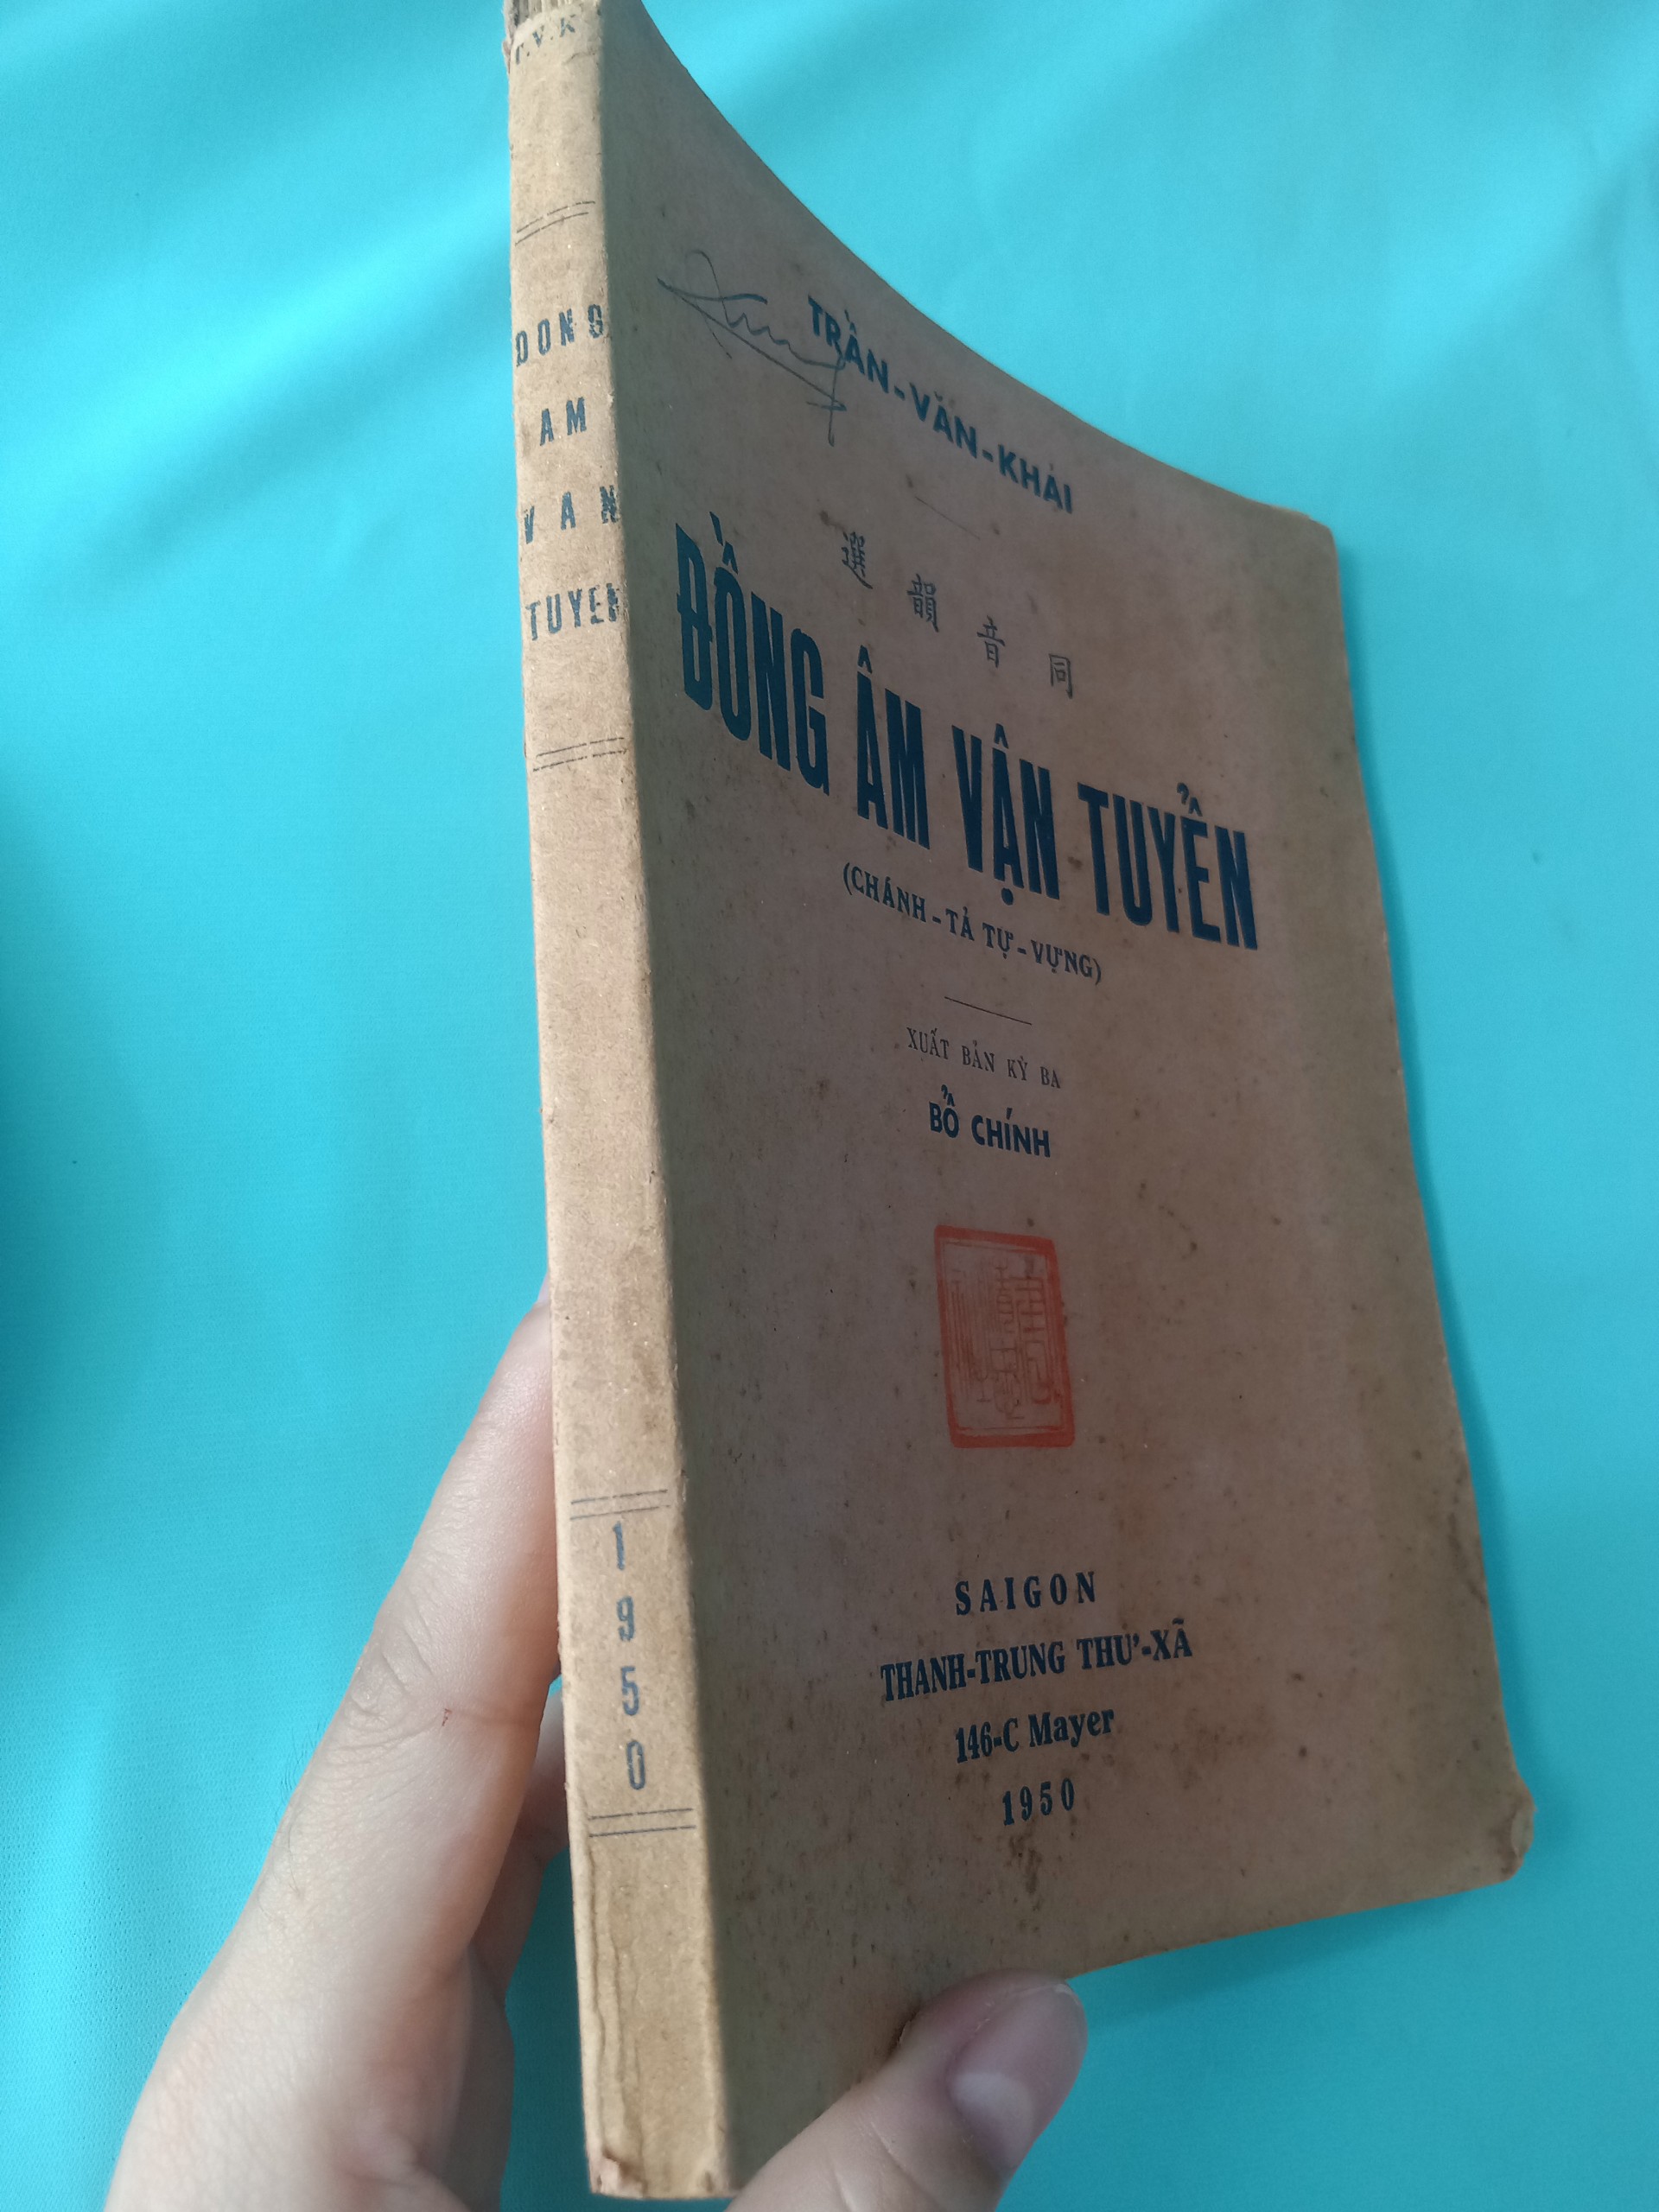 T.V.K
DONG
AM
VAN
TUYEN
1950
TRẦN-VĂN-KHẢI
選韻音同
ĐỒNG ÂM VẬN TUYỂN
(CHÁNH-TẢ TỰ-VỰNG)
XUẤT BẢN KỲ BA
BỔ CHÍNH
SAIGON
THANH-TRUNG THƯ-XÃ
146-C Mayer
1950